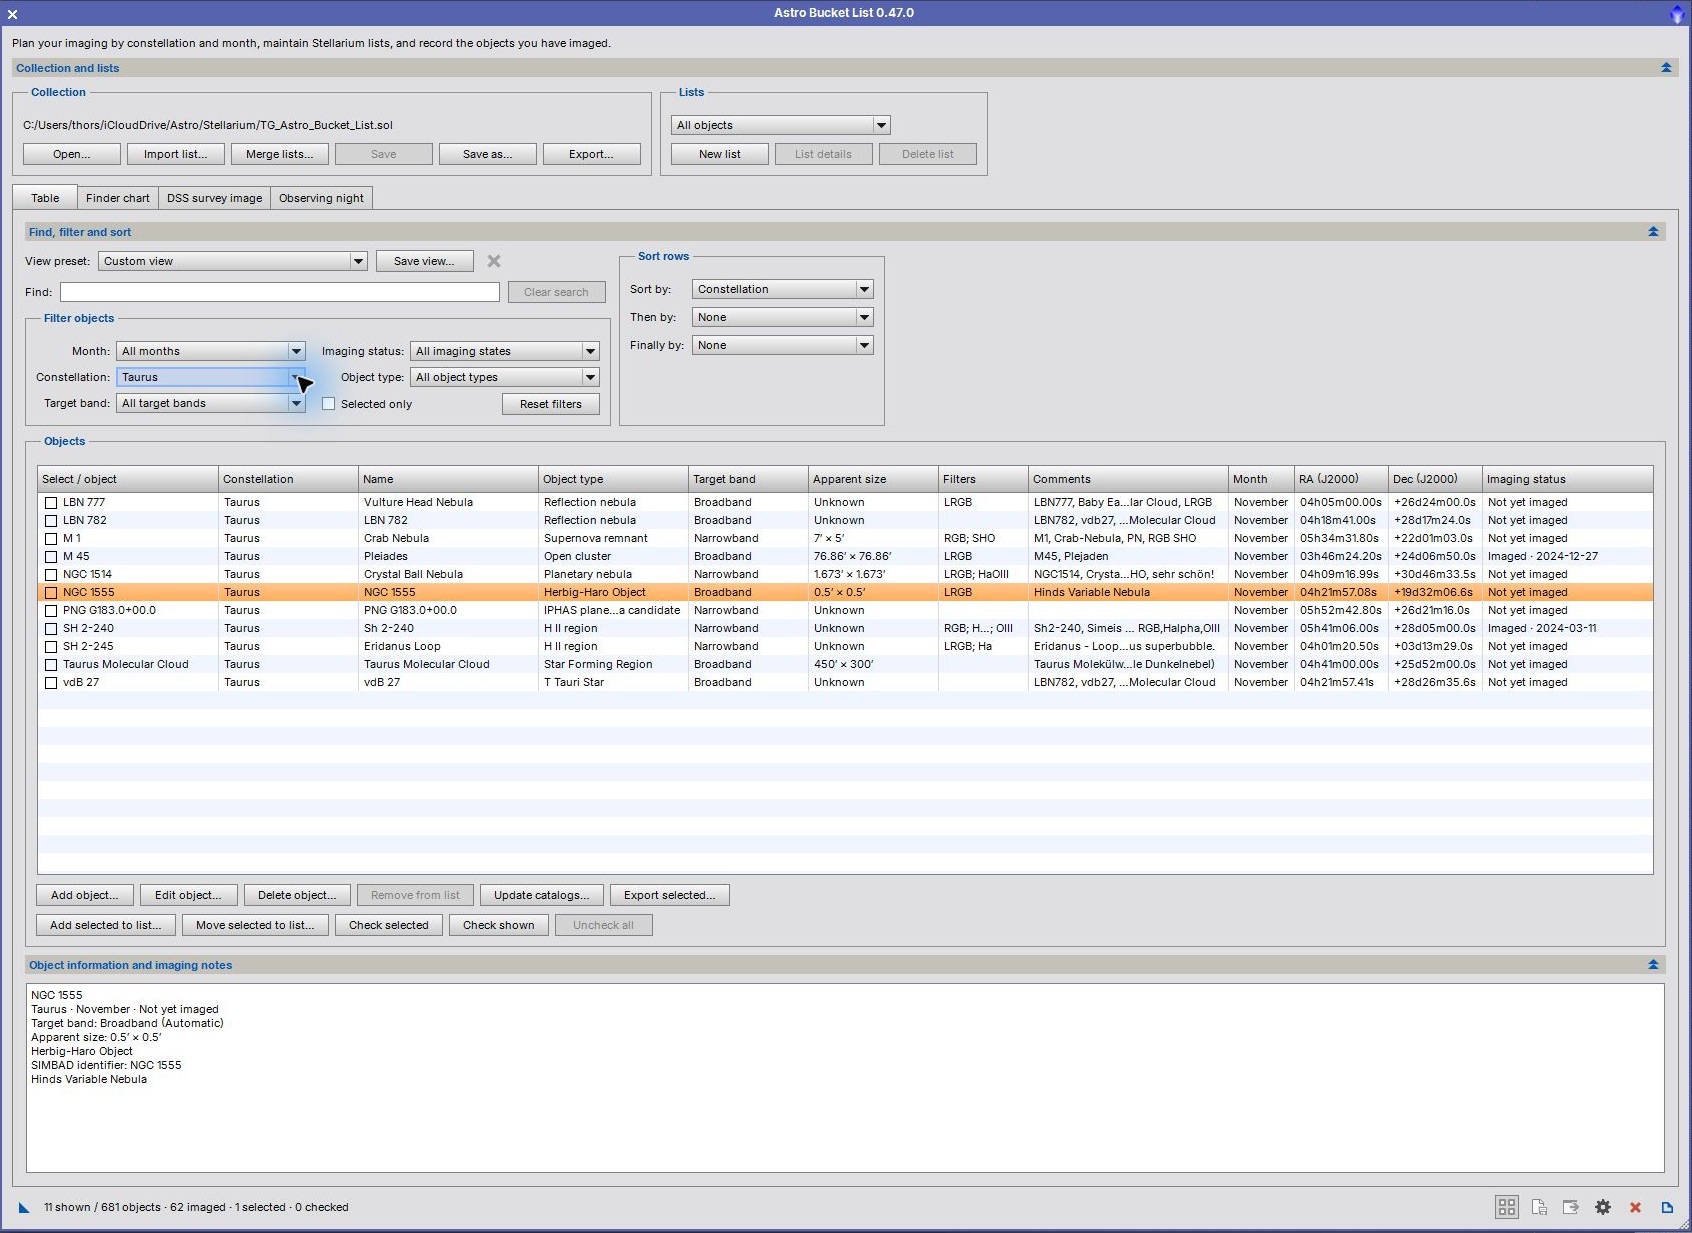 Astro Bucket List 0.47.0
Plan your imaging by constellation and month, maintain Stellarium lists, and record the objects you have imaged.
Collection and lists
Collection
C:/Users/thors/iCloudDrive/Astro/Stellarium/TG_Astro_Bucket_List.sol
Open... Import list... Merge lists... Save Save as... Export...
Lists
All objects
New list List details Delete list
Table Finder chart DSS survey image Observing night
Find, filter and sort
View preset: Custom view Save view...
Find: Clear search
Filter objects
Month: All months Imaging status: All imaging states
Constellation: Taurus Object type: All object types
Target band: All target bands Selected only Reset filters
Sort rows
Sort by: Constellation
Then by: None
Finally by: None
Objects
Select / object Constellation Name Object type Target band Apparent size Filters Comments Month RA (J2000) Dec (J2000) Imaging status
LBN 777 Taurus Vulture Head Nebula Reflection nebula Broadband Unknown LRGB LBN777, Baby Ea...lar Cloud, LRGB November 04h05m00.00s +26d24m00.0s Not yet imaged
LBN 782 Taurus LBN 782 Reflection nebula Broadband Unknown LBN782, vdb27, ...Molecular Cloud November 04h18m41.00s +28d17m24.0s Not yet imaged
M 1 Taurus Crab Nebula Supernova remnant Narrowband 7′ × 5′ RGB; SHO M1, Crab-Nebula, PN, RGB SHO November 05h34m31.80s +22d01m03.0s Not yet imaged
M 45 Taurus Pleiades Open cluster Broadband 76.86′ × 76.86′ LRGB M45, Plejaden November 03h46m24.20s +24d06m50.0s Imaged · 2024-12-27
NGC 1514 Taurus Crystal Ball Nebula Planetary nebula Narrowband 1.673′ × 1.673′ LRGB; HaOIII NGC1514, Crysta...HO, sehr schön! November 04h09m16.99s +30d46m33.5s Not yet imaged
NGC 1555 Taurus NGC 1555 Herbig-Haro Object Broadband 0.5′ × 0.5′ LRGB Hinds Variable Nebula November 04h21m57.08s +19d32m06.6s Not yet imaged
PNG G183.0+00.0 Taurus PNG G183.0+00.0 IPHAS plane...a candidate Narrowband Unknown November 05h52m42.80s +26d21m16.0s Not yet imaged
SH 2-240 Taurus Sh 2-240 H II region Narrowband Unknown RGB; H...; OIII Sh2-240, Simeis ... RGB,Halpha,OIII November 05h41m06.00s +28d05m00.0s Imaged · 2024-03-11
SH 2-245 Taurus Eridanus Loop H II region Narrowband Unknown LRGB; Ha Eridanus - Loop...us superbubble. November 04h01m20.50s +03d13m29.0s Not yet imaged
Taurus Molecular Cloud Taurus Taurus Molecular Cloud Star Forming Region Broadband 450′ × 300′ Taurus Molekülw...le Dunkelnebel) November 04h41m00.00s +25d52m00.0s Not yet imaged
vdB 27 Taurus vdB 27 T Tauri Star Broadband Unknown LBN782, vdb27, ...Molecular Cloud November 04h21m57.41s +28d26m35.6s Not yet imaged
Add object... Edit object... Delete object... Remove from list Update catalogs... Export selected...
Add selected to list... Move selected to list... Check selected Check shown Uncheck all
Object information and imaging notes
NGC 1555
Taurus · November · Not yet imaged
Target band: Broadband (Automatic)
Apparent size: 0.5′ × 0.5′
Herbig-Haro Object
SIMBAD identifier: NGC 1555
Hinds Variable Nebula
11 shown / 681 objects · 62 imaged · 1 selected · 0 checked